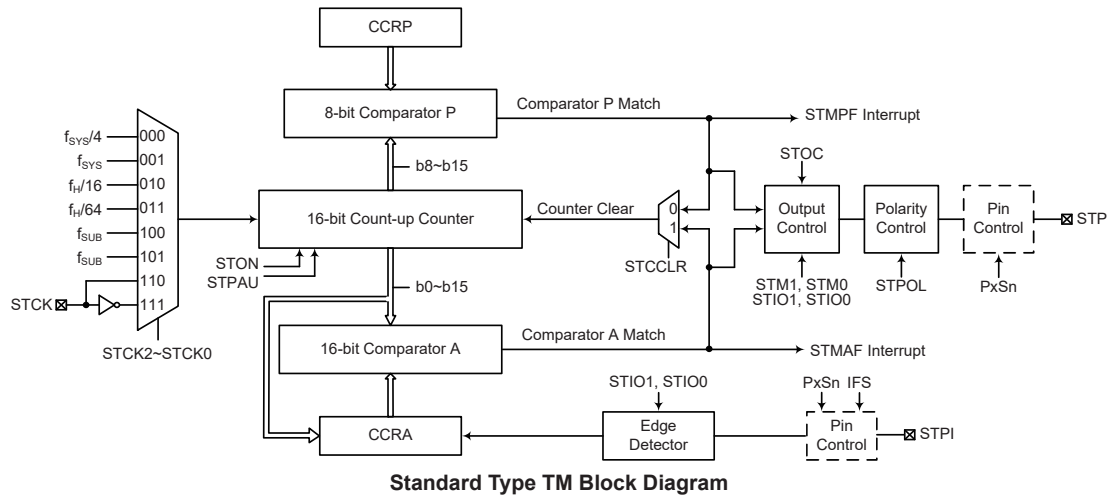 CCRP
8-bit Comparator P
Comparator P Match
STMPF Interrupt
b8~b15
fSYS/4
fSYS
fH/16
fH/64
fSUB
fSUB
000
001
010
011
100
101
110
111
STCK
STCK2~STCK0
16-bit Count-up Counter
STON
STPAU
Counter Clear
0
1
STCCLR
STOC
Output
Control
STM1, STM0
STIO1, STIO0
Polarity
Control
STPOL
Pin
Control
PxSn
STP
b0~b15
16-bit Comparator A
Comparator A Match
STMAF Interrupt
CCRA
STIO1, STIO0
Edge
Detector
PxSn IFS
Pin
Control
STPI
Standard Type TM Block Diagram